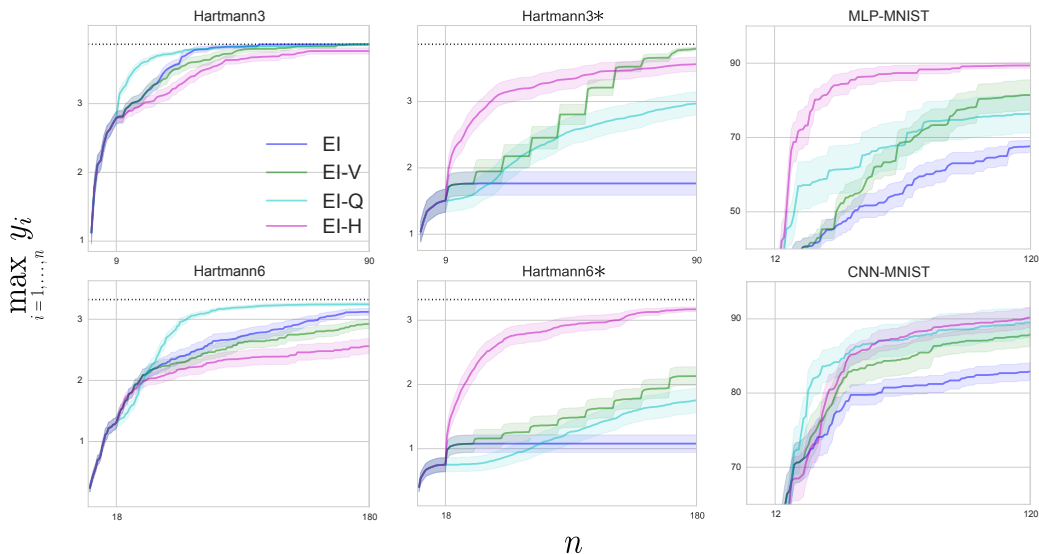 Hartmann3
Hartmann3*
MLP-MNIST
3
2
1
9
90
EI
EI-V
EI-Q
EI-H
3
2
1
9
90
90
70
50
12
120
Hartmann6
Hartmann6*
CNN-MNIST
3
2
1
18
180
3
2
1
18
180
90
80
70
12
120
max y_i
i=1,…,n
n